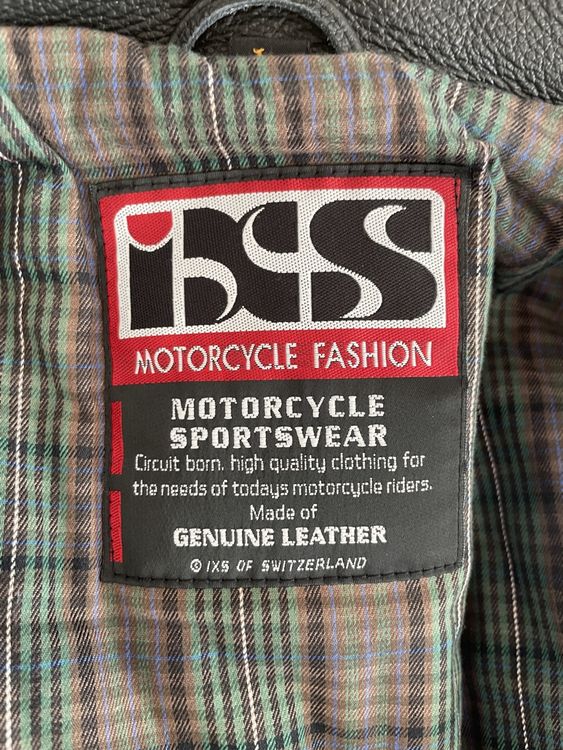 iXS
MOTORCYCLE FASHION
MOTORCYCLE
SPORTSWEAR
Circuit born. high quality clothing for
the needs of todays motorcycle riders.
Made of
GENUINE LEATHER
© IXS OF SWITZERLAND